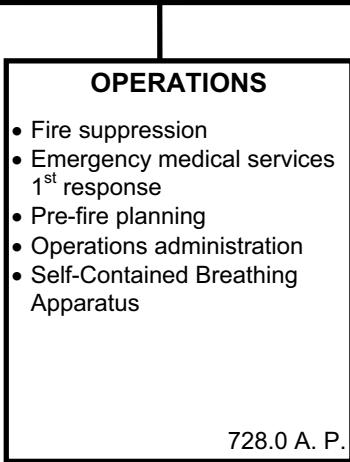 OPERATIONS
• Fire suppression
• Emergency medical services
1st response
• Pre-fire planning
• Operations administration
• Self-Contained Breathing
Apparatus
728.0 A. P.